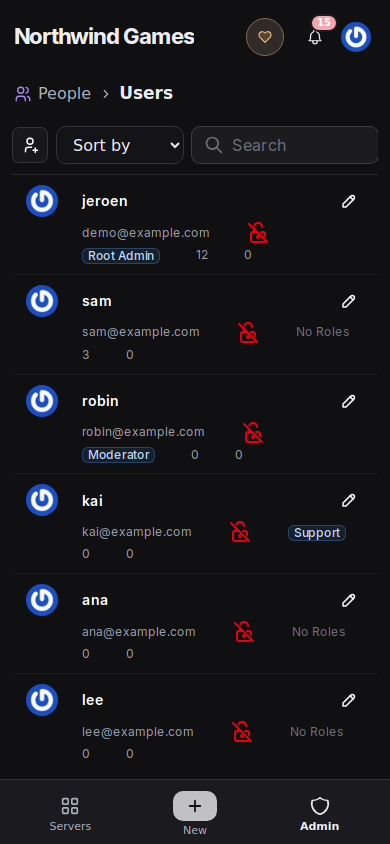 Northwind Games
15
People > Users
Sort by
Search
jeroen
demo@example.com
Root Admin 12 0
sam
sam@example.com No Roles
3 0
robin
robin@example.com
Moderator 0 0
kai
kai@example.com Support
0 0
ana
ana@example.com No Roles
0 0
lee
lee@example.com No Roles
0 0
Servers New Admin